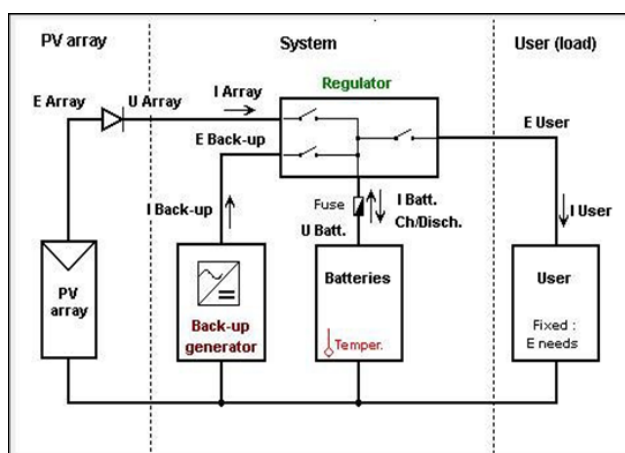 PV array
System
User (load)
Regulator
E Array
U Array
I Array
E Back-up
E User
I Back-up
Fuse
I Batt.
Ch/Disch.
U Batt.
I User
PV
array
Back-up
generator
Batteries
Temper.
User
Fixed :
E needs